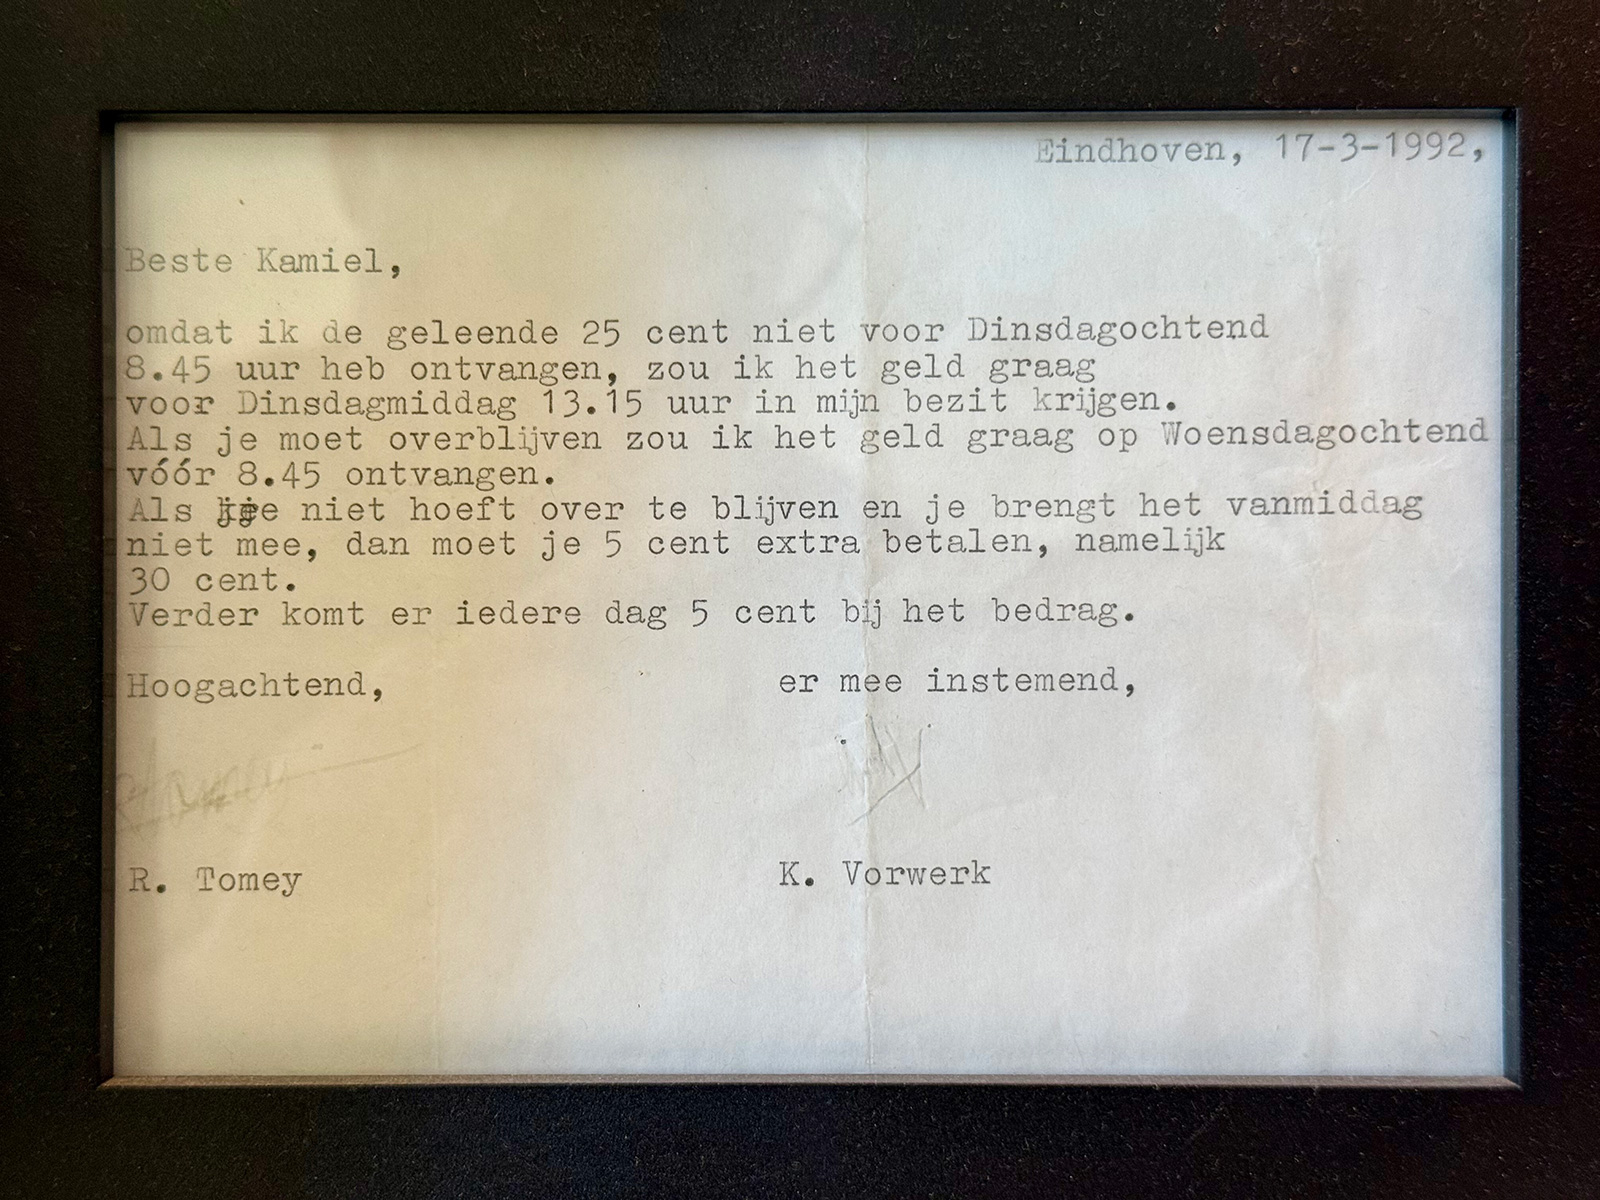 Eindhoven, 17-3-1992,
Beste Kamiel,
omdat ik de geleende 25 cent niet voor Dinsdagochtend
8.45 uur heb ontvangen, zou ik het geld graag
voor Dinsdagmiddag 13.15 uur in mijn bezit krijgen.
Als je moet overblijven zou ik het geld graag op Woensdagochtend
vóór 8.45 ontvangen.
Als je niet hoeft over te blijven en je brengt het vanmiddag
niet mee, dan moet je 5 cent extra betalen, namelijk
30 cent.
Verder komt er iedere dag 5 cent bij het bedrag.
Hoogachtend, er mee instemend,
R. Tomey K. Vorwerk